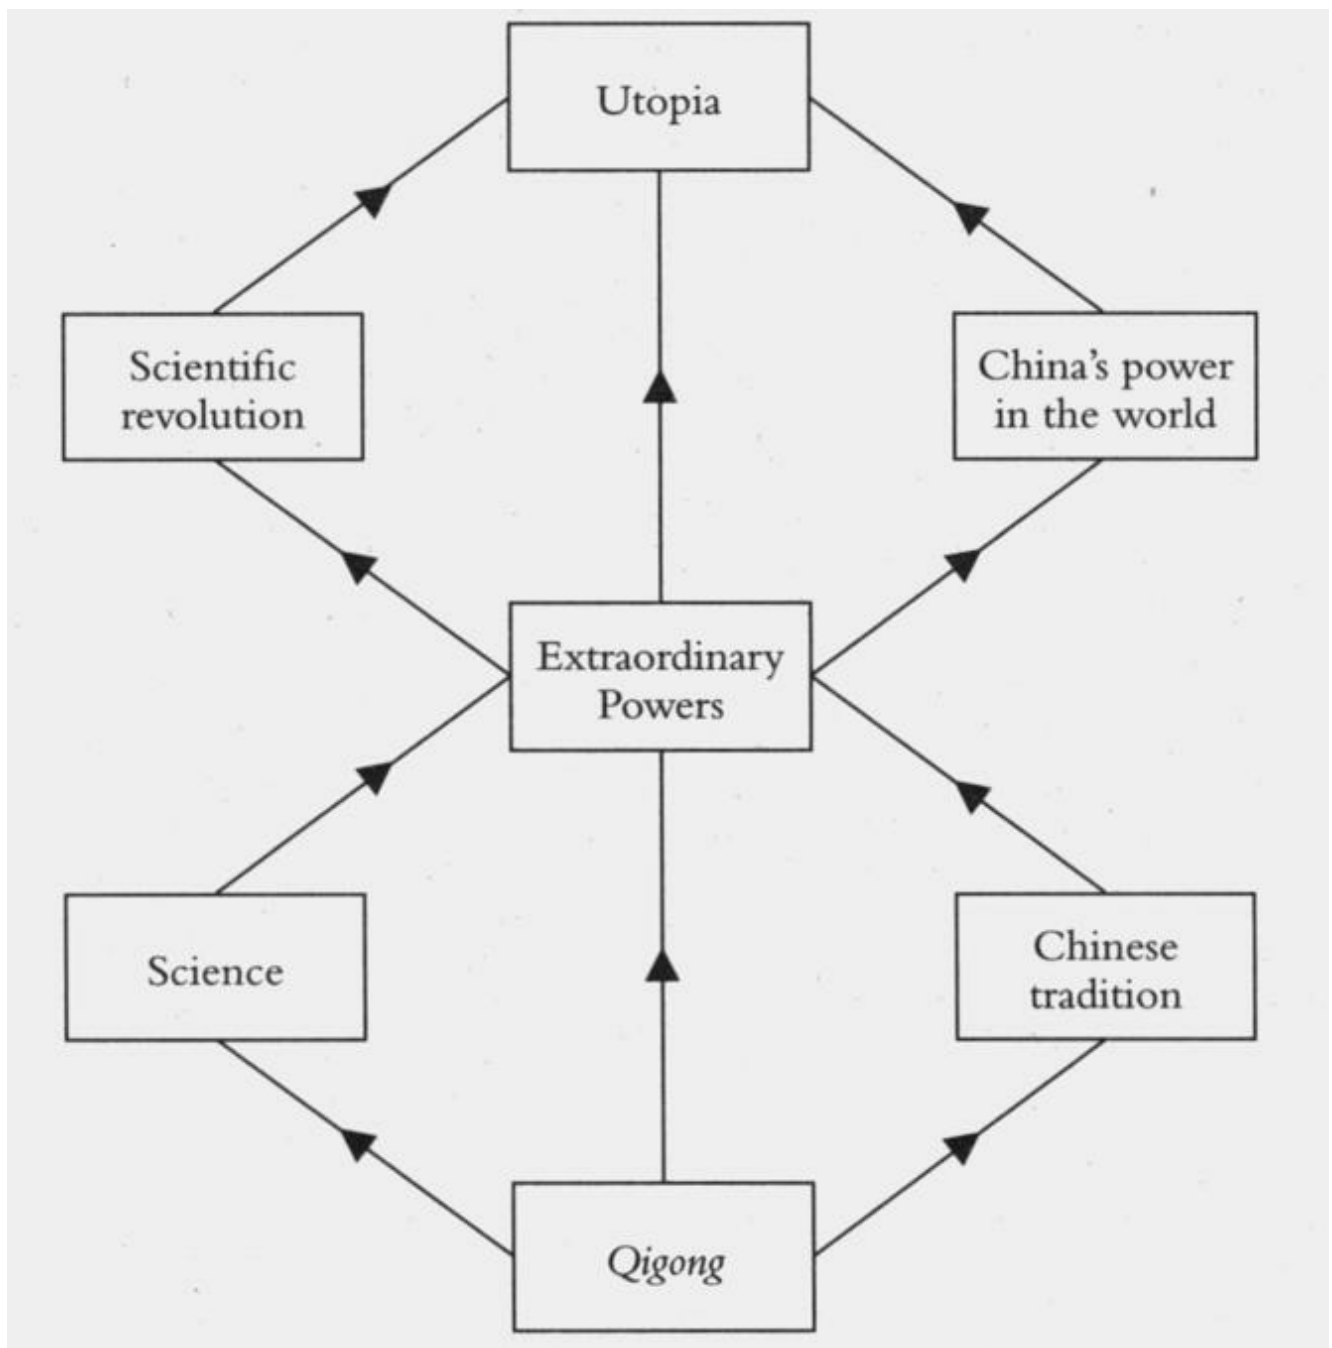 Utopia
Scientific
revolution
China’s power
in the world
Extraordinary
Powers
Science
Chinese
tradition
Qigong